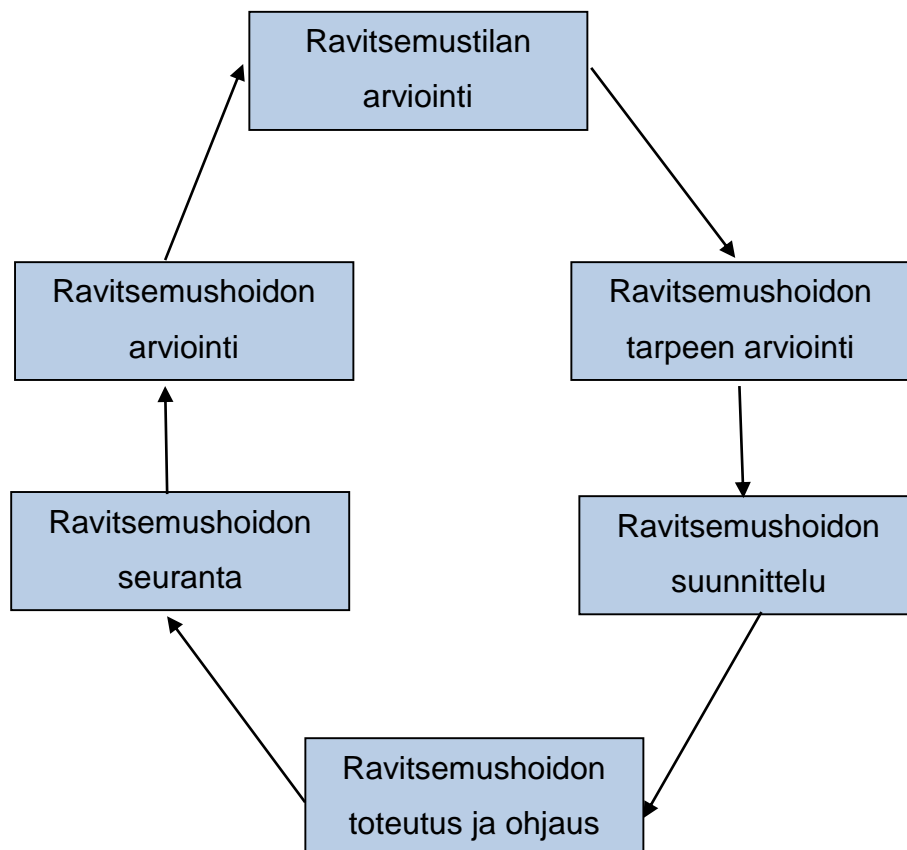 Ravitsemustilan
arviointi
Ravitsemushoidon
tarpeen arviointi
Ravitsemushoidon
suunnittelu
Ravitsemushoidon
toteutus ja ohjaus
Ravitsemushoidon
seuranta
Ravitsemushoidon
arviointi